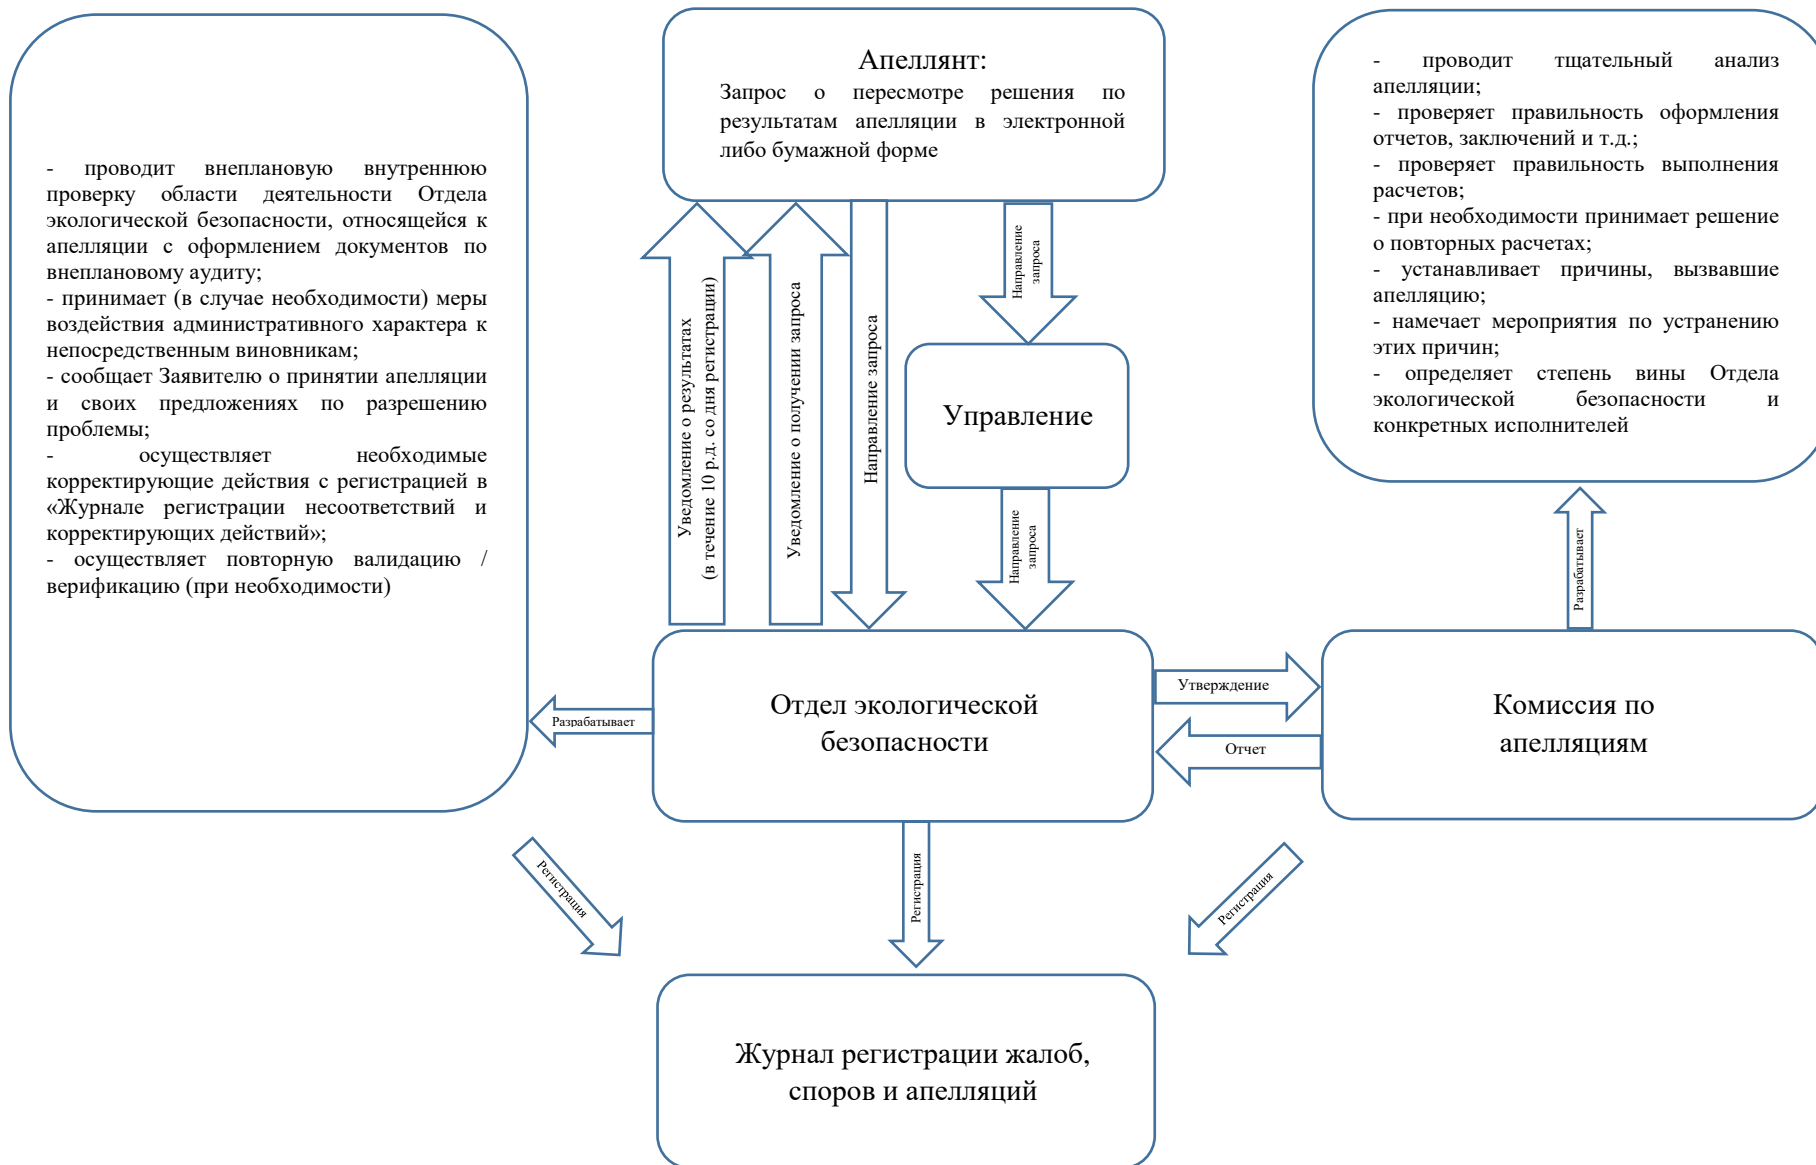 - проводит внеплановую внутреннюю
проверку области деятельности Отдела
экологической безопасности, относящейся к
апелляции с оформлением документов по
внеплановому аудиту;
- принимает (в случае необходимости) меры
воздействия административного характера к
непосредственным виновникам;
- сообщает Заявителю о принятии апелляции
и своих предложениях по разрешению
проблемы;
- осуществляет необходимые
корректирующие действия с регистрацией в
«Журнале регистрации несоответствий и
корректирующих действий»;
- осуществляет повторную валидацию /
верификацию (при необходимости)
Апеллянт:
Запрос о пересмотре решения по
результатам апелляции в электронной
либо бумажной форме
- проводит тщательный анализ
апелляции;
- проверяет правильность оформления
отчетов, заключений и т.д.;
- проверяет правильность выполнения
расчетов;
- при необходимости принимает решение
о повторных расчетах;
- устанавливает причины, вызвавшие
апелляцию;
- намечает мероприятия по устранению
этих причин;
- определяет степень вины Отдела
экологической безопасности и
конкретных исполнителей
Уведомление о результатах
(в течение 10 р.д. со дня регистрации)
Уведомление о получении запроса
Направление запроса
Направление
запроса
Управление
Направление
запроса
Разрабатывает
Разрабатывает
Отдел экологической
безопасности
Утверждение
Отчет
Комиссия по
апелляциям
Регистрация
Регистрация
Регистрация
Журнал регистрации жалоб,
споров и апелляций